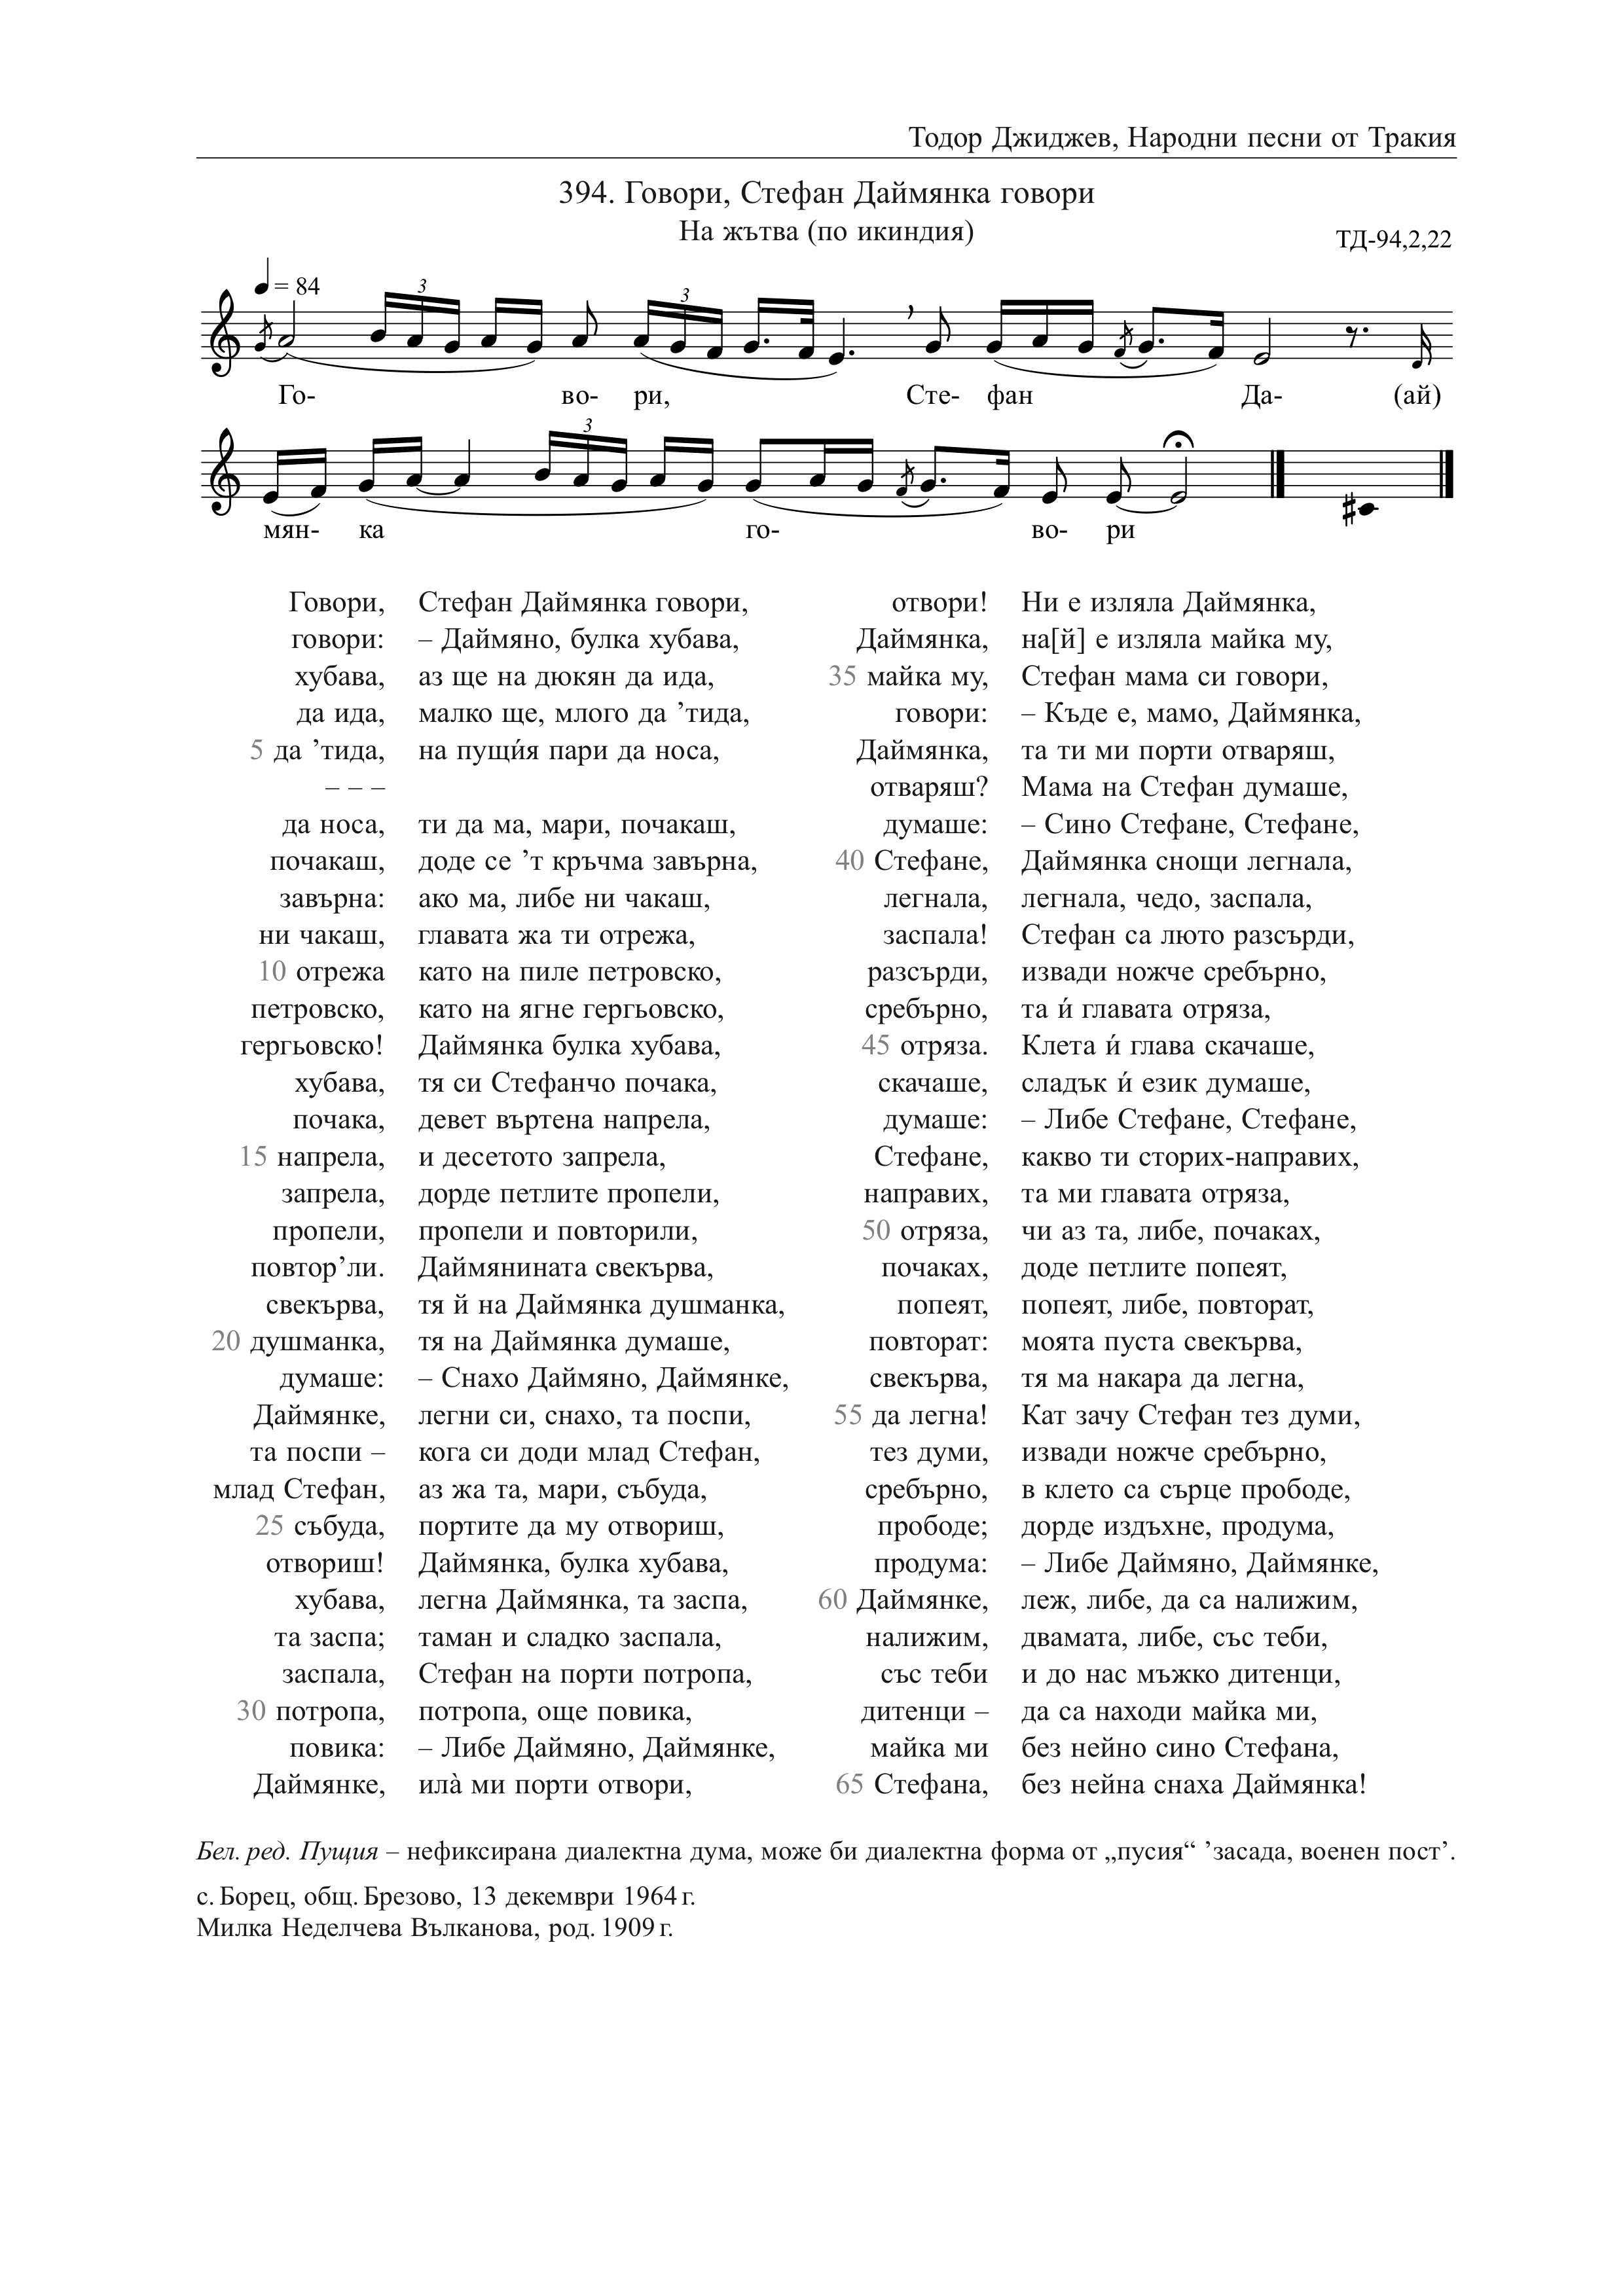 Тодор Джиджев, Народни песни от Тракия
394. Говори, Стефан Даймянка говори
На жътва (по икиндия)
ТД-94,2,22
= 84
3
3
Го- во- ри, Сте- фан Да- (ай)
3
мян- ка го- во- ри
Говори, Стефан Даймянка говори,
говори: – Даймяно, булка хубава,
хубава, аз ще на дюкян да ида,
да ида, малко ще, млого да ’тида,
5 да ’тида, на пущѝя пари да носа,
– – –
да носа, ти да ма, мари, почакаш,
почакаш, доде се ’т кръчма завърна,
завърна: ако ма, либе ни чакаш,
ни чакаш, главата жа ти отрежа,
10 отрежа като на пиле петровско,
петровско, като на ягне гергьовско,
гергьовско! Даймянка булка хубава,
хубава, тя си Стефанчо почака,
почака, девет въртена напрела,
15 напрела, и десетото запрела,
запрела, дорде петлите пропели,
пропели, пропели и повторили,
повтор’ли. Даймянината свекърва,
свекърва, тя й на Даймянка душманка,
20 душманка, тя на Даймянка думаше,
думаше: – Снахо Даймяно, Даймянке,
Даймянке, легни си, снахо, та поспи,
та поспи – кога си доди млад Стефан,
млад Стефан, аз жа та, мари, събуда,
25 събуда, портите да му отвориш,
отвориш! Даймянка, булка хубава,
хубава, легна Даймянка, та заспа,
та заспа; таман и сладко заспала,
заспала, Стефан на порти потропа,
30 потропа, потропа, още повика,
повика: – Либе Даймяно, Даймянке,
Даймянке, ила̀ ми порти отвори,
отвори! Ни е изляла Даймянка,
Даймянка, на[й] е изляла майка му,
35 майка му, Стефан мама си говори,
говори: – Къде е, мамо, Даймянка,
Даймянка, та ти ми порти отваряш,
отваряш? Мама на Стефан думаше,
думаше: – Сино Стефане, Стефане,
40 Стефане, Даймянка снощи легнала,
легнала, легнала, чедо, заспала,
заспала! Стефан са люто разсърди,
разсърди, извади ножче сребърно,
сребърно, та и́ главата отряза,
45 отряза. Клета и́ глава скачаше,
скачаше, сладък и́ език думаше,
думаше: – Либе Стефане, Стефане,
Стефане, какво ти сторих-направих,
направих, та ми главата отряза,
50 отряза, чи аз та, либе, почаках,
почаках, доде петлите попеят,
попеят, попеят, либе, повторат,
повторат: моята пуста свекърва,
свекърва, тя ма накара да легна,
55 да легна! Кат зачу Стефан тез думи,
тез думи, извади ножче сребърно,
сребърно, в клето са сърце прободе,
прободе; дорде издъхне, продума,
продума: – Либе Даймяно, Даймянке,
60 Даймянке, леж, либе, да са налижим,
налижим, двамата, либе, със теби,
със теби и до нас мъжко дитенци,
дитенци – да са находи майка ми,
майка ми без нейно сино Стефана,
65 Стефана, без нейна снаха Даймянка!
Бел. ред. Пущия – нефиксирана диалектна дума, може би диалектна форма от „пусия“ ’засада, военен пост’.
с. Борец, общ. Брезово, 13 декември 1964 г.
Милка Неделчева Вълканова, род. 1909 г.